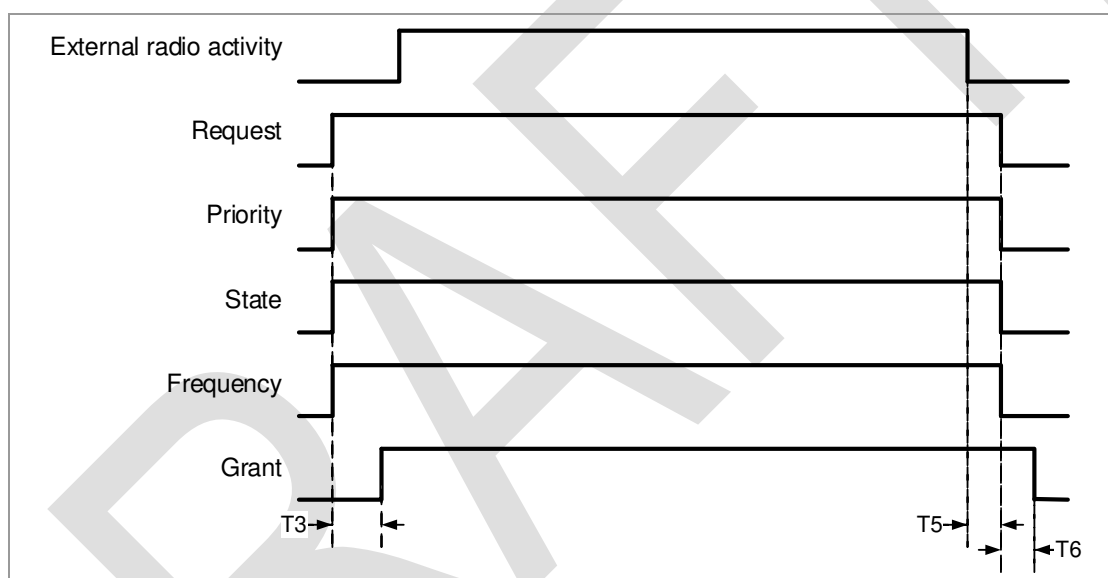 External radio activity
Request
Priority
State
Frequency
Grant
T3
T5
T6